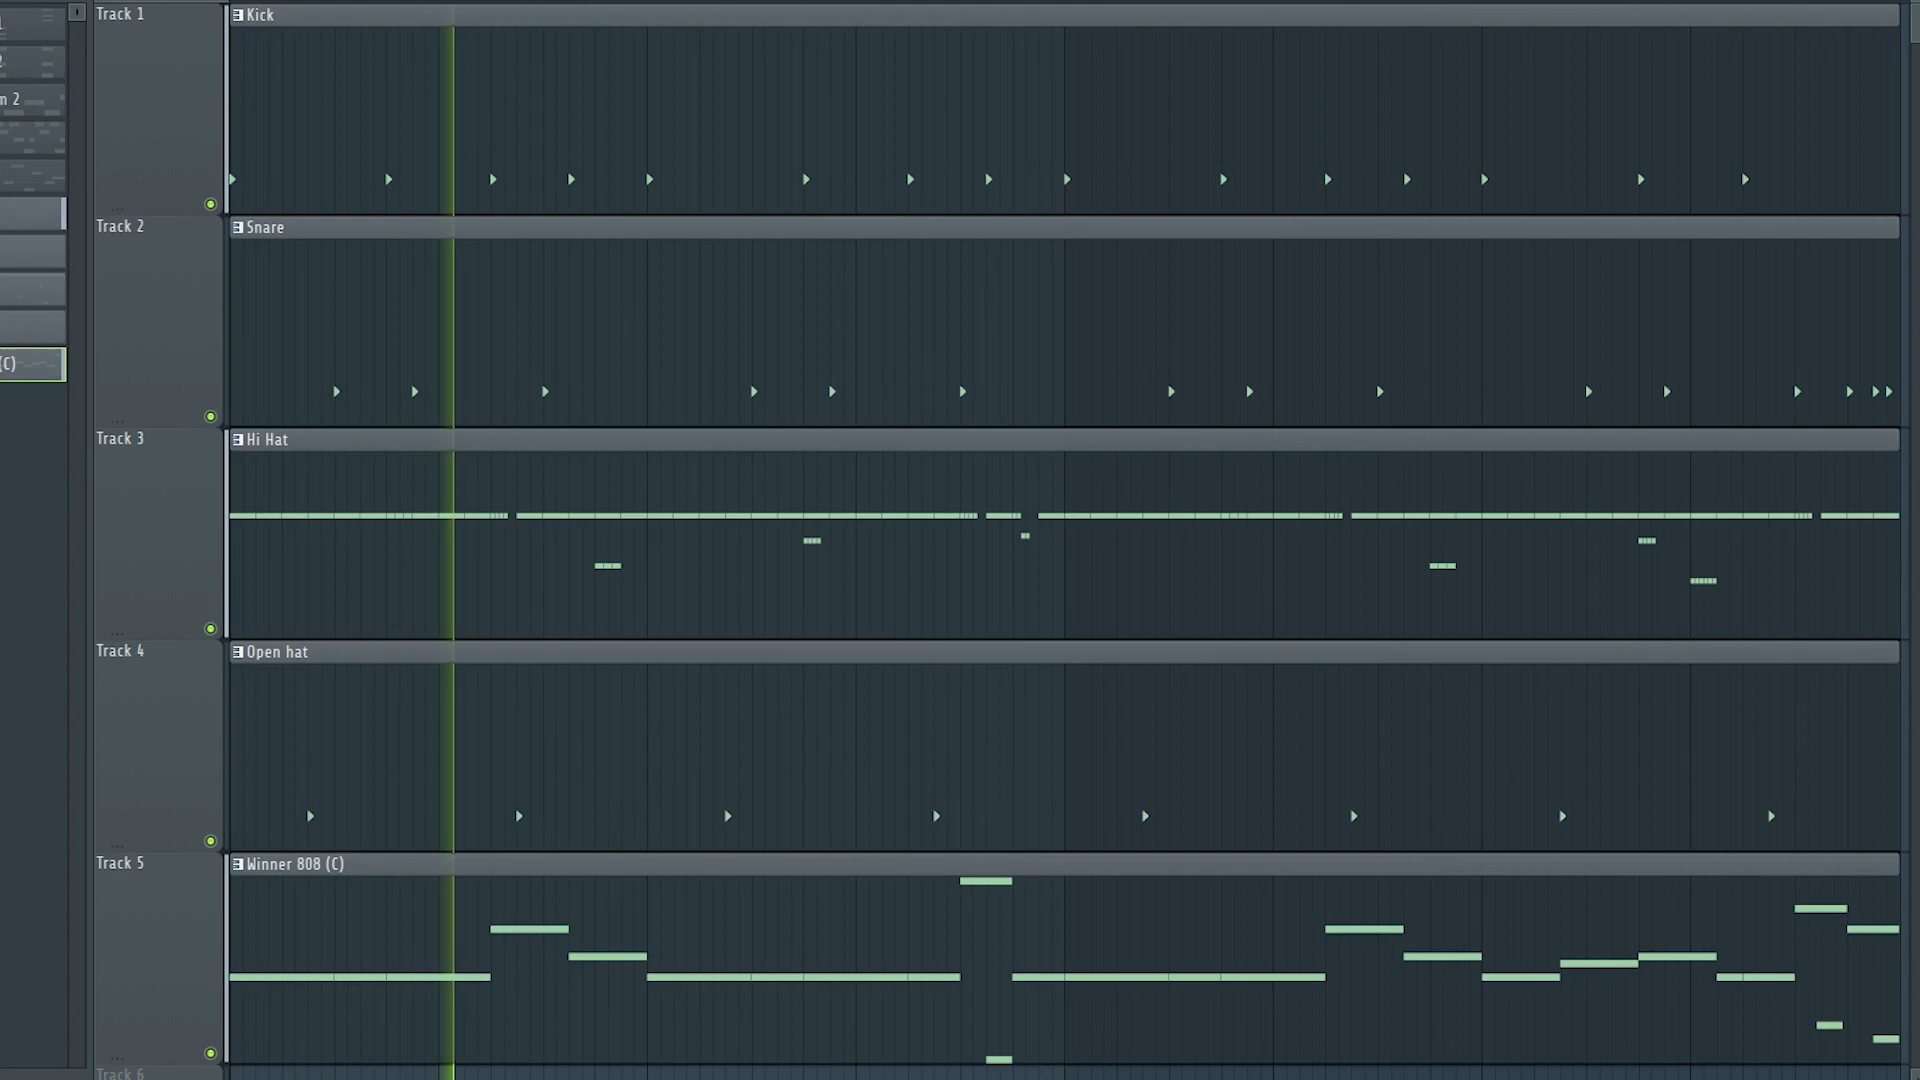 Track 1
Kick
2
m 2
Track 2
Snare
(C)
Track 3
Hi Hat
Track 4
Open hat
Track 5
Winner 808 (C)
Track 6